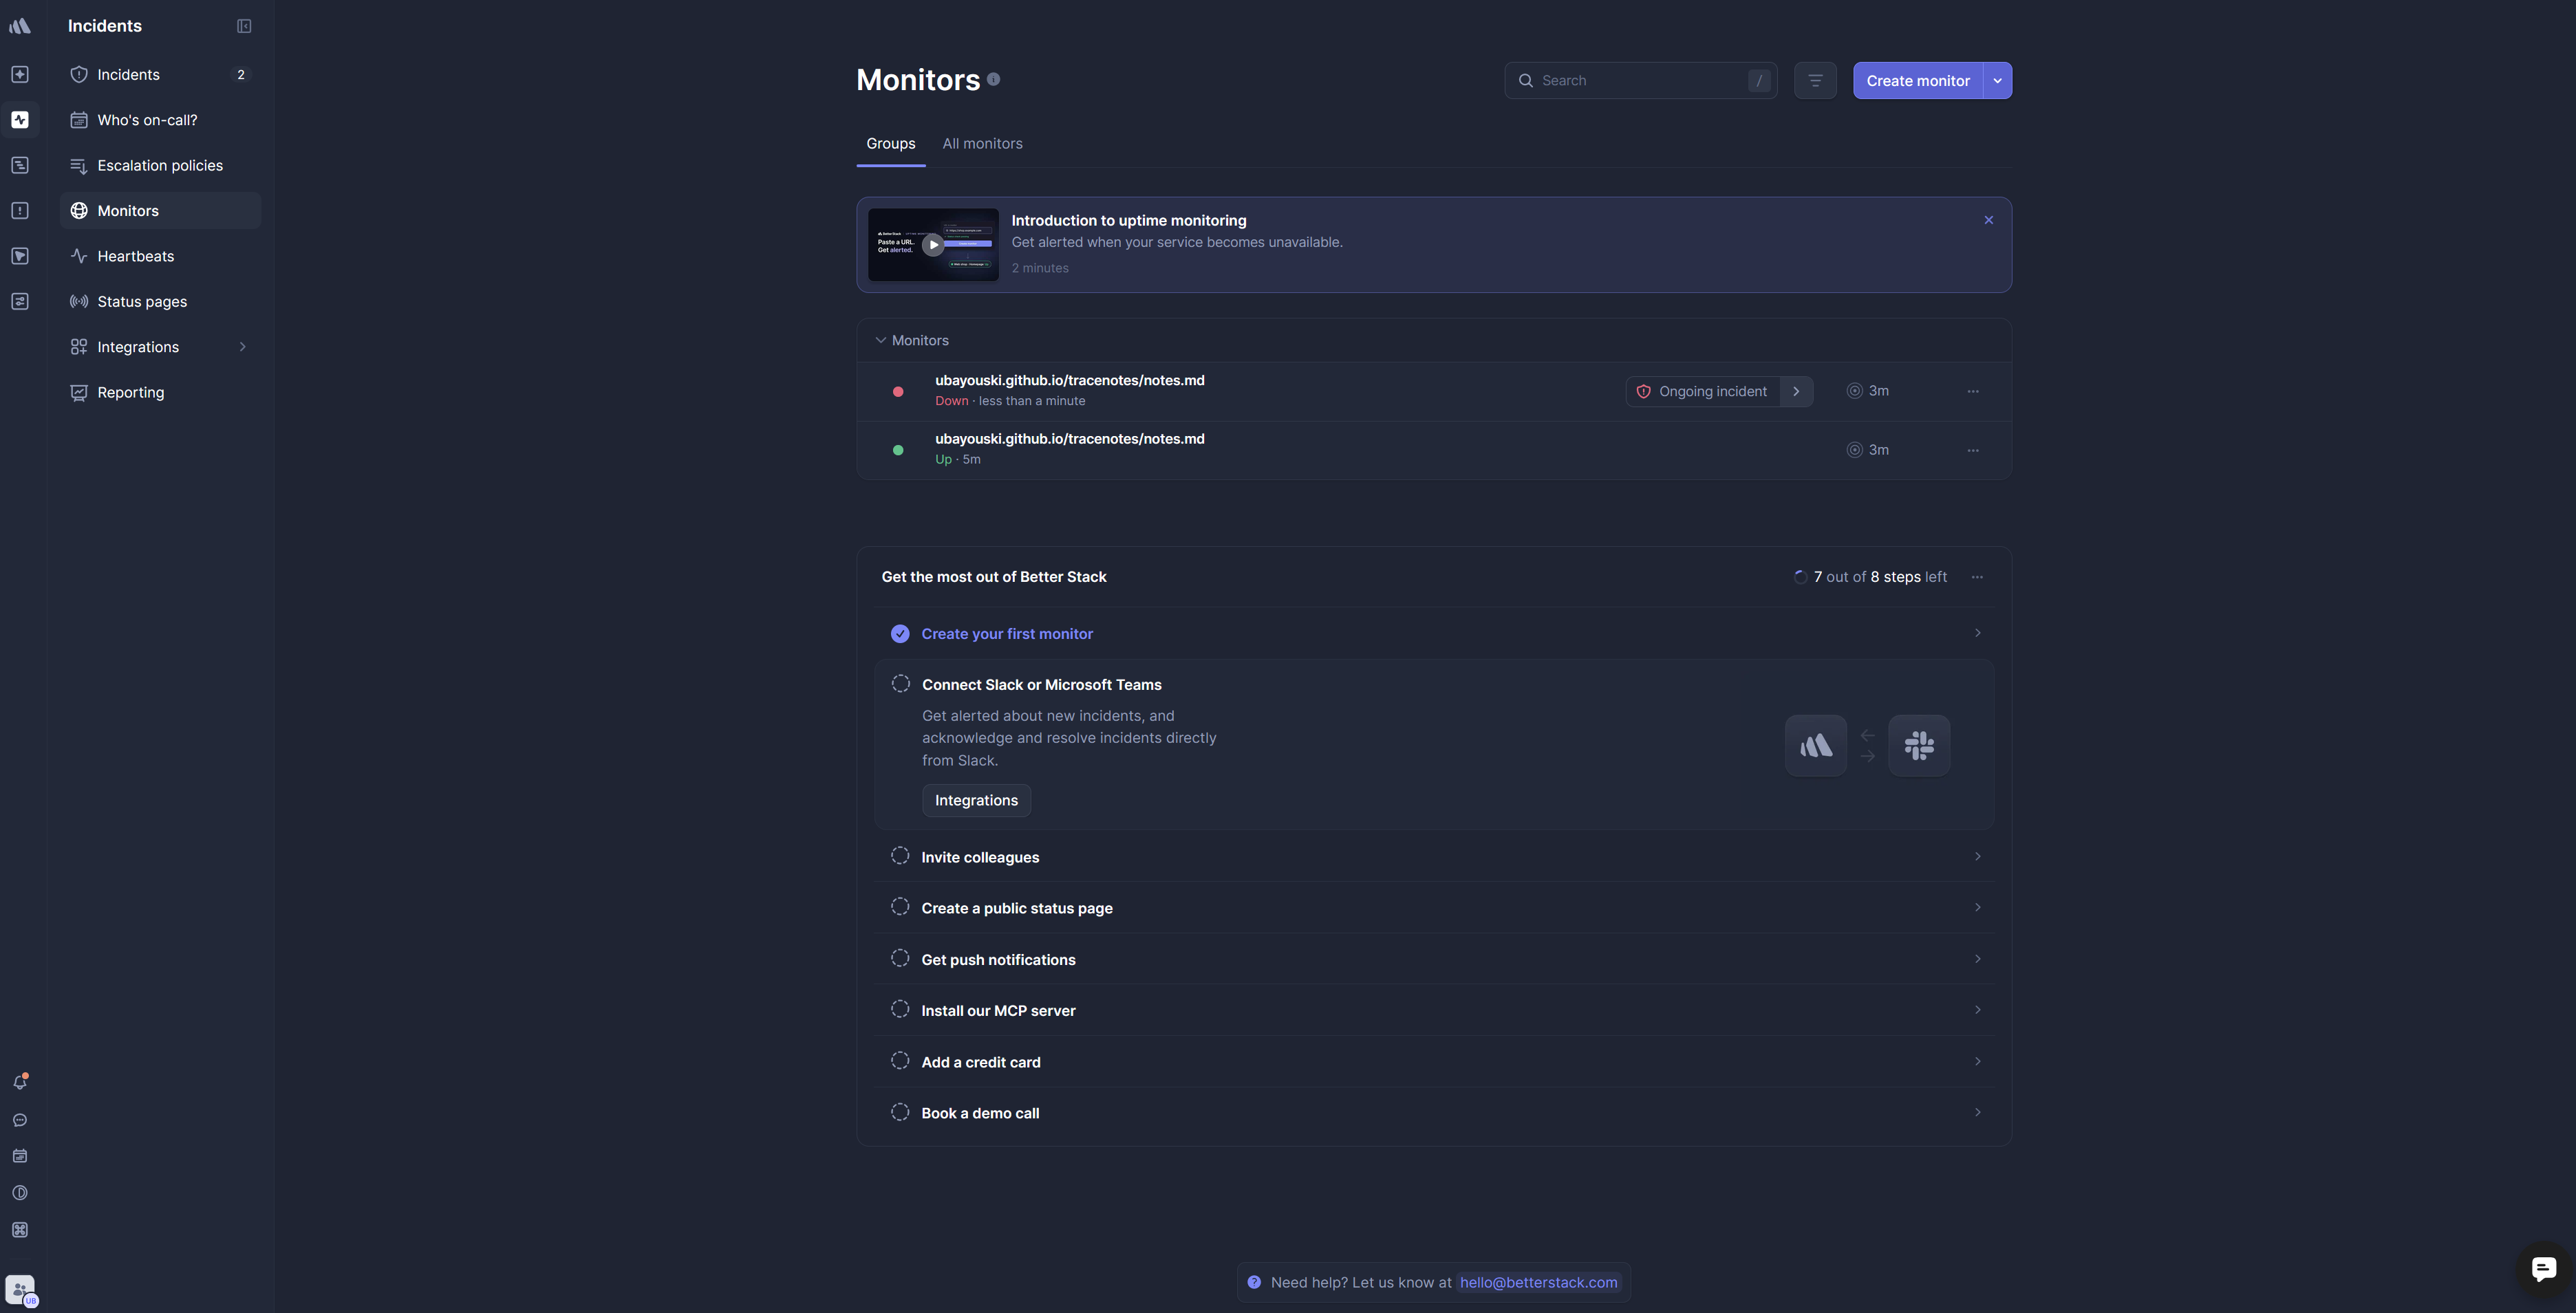 Incidents
Incidents 2
Who's on-call?
Escalation policies
Monitors
Heartbeats
Status pages
Integrations
Reporting
UB
Monitors
Search /
Create monitor
Groups All monitors
Paste a URL.
Get alerted.
Introduction to uptime monitoring
Get alerted when your service becomes unavailable.
2 minutes
Monitors
ubayouski.github.io/tracenotes/notes.md
Down · less than a minute
Ongoing incident
3m
ubayouski.github.io/tracenotes/notes.md
Up · 5m
3m
Get the most out of Better Stack
7 out of 8 steps left
Create your first monitor
Connect Slack or Microsoft Teams
Get alerted about new incidents, and
acknowledge and resolve incidents directly
from Slack.
Integrations
Invite colleagues
Create a public status page
Get push notifications
Install our MCP server
Add a credit card
Book a demo call
Need help? Let us know at hello@betterstack.com